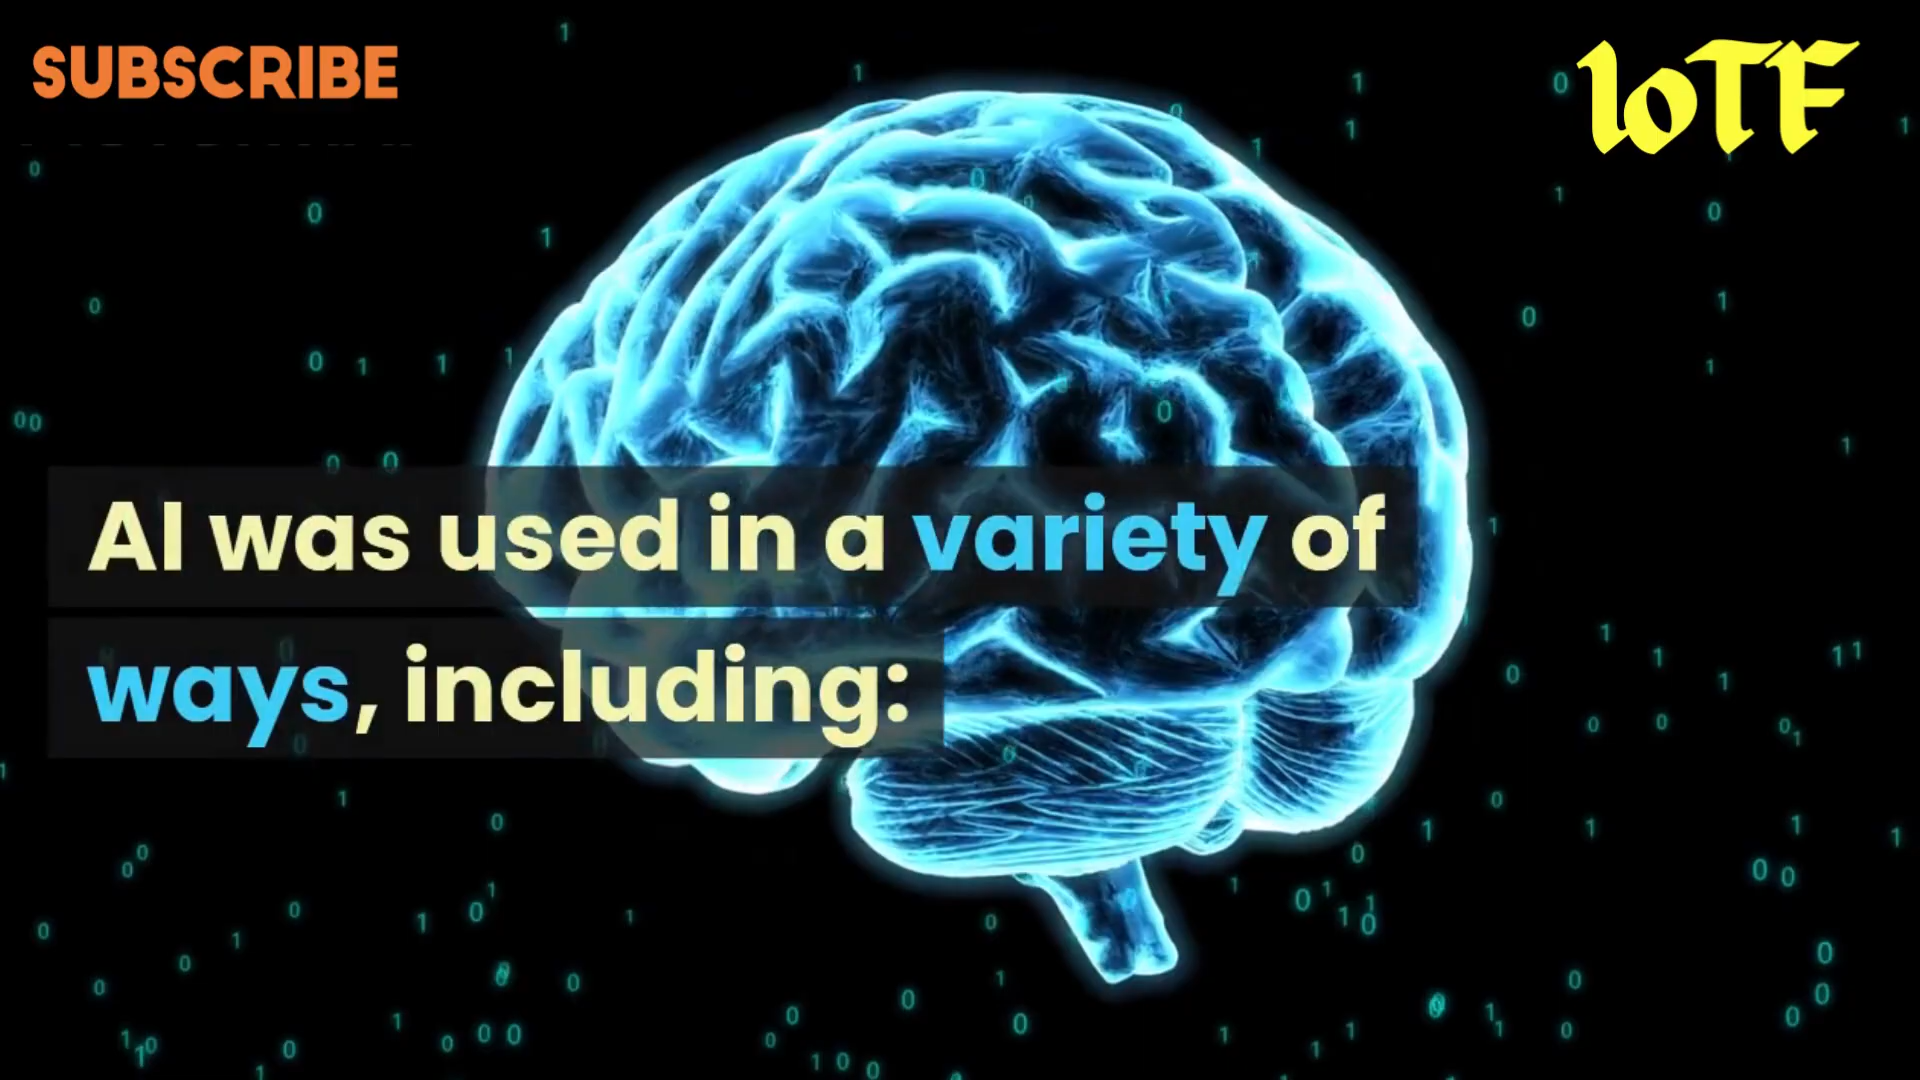 SUBSCRIBE
IoTF
AI was used in a variety of
ways, including: